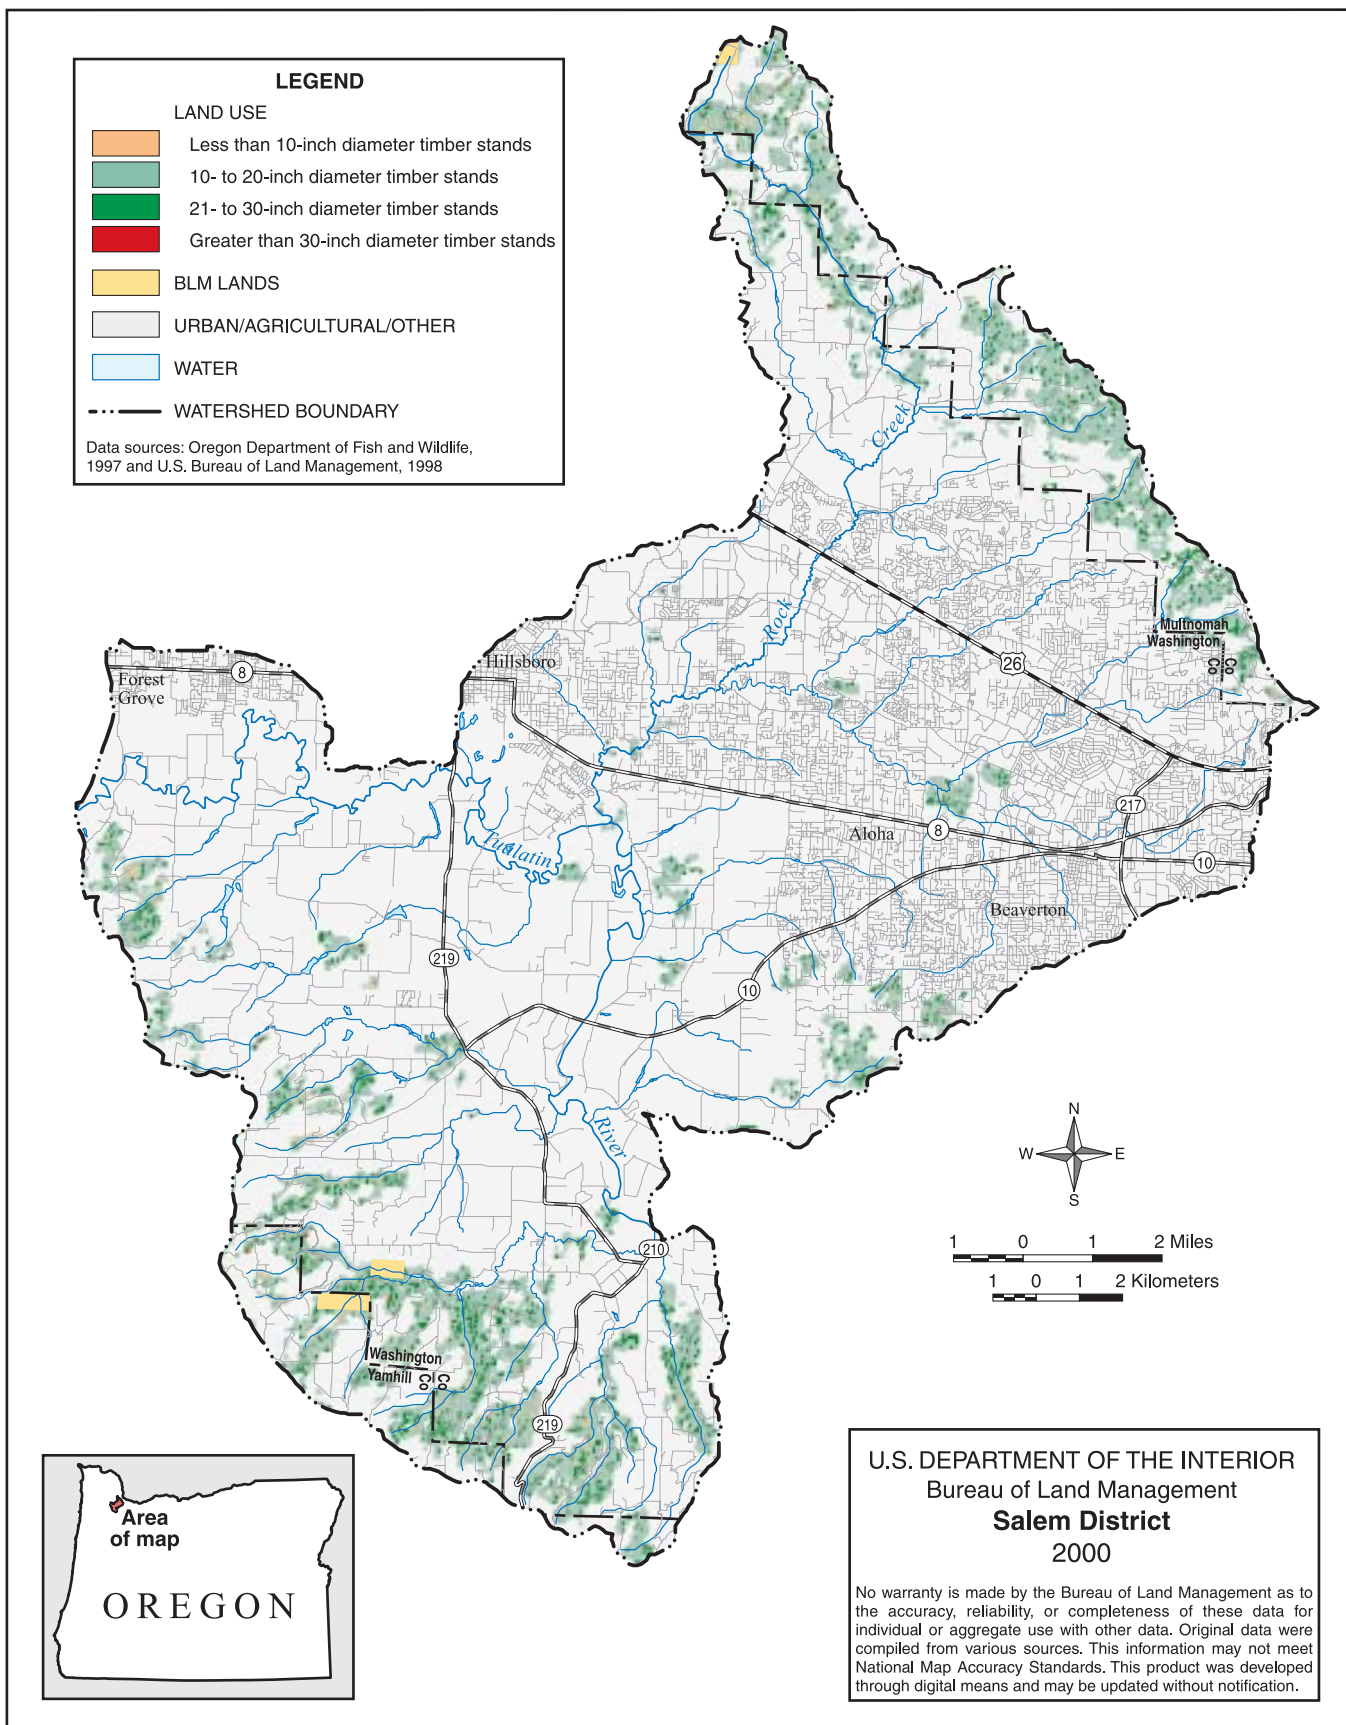 LEGEND
LAND USE
Less than 10-inch diameter timber stands
10- to 20-inch diameter timber stands
21- to 30-inch diameter timber stands
Greater than 30-inch diameter timber stands
BLM LANDS
URBAN/AGRICULTURAL/OTHER
WATER
WATERSHED BOUNDARY
Data sources: Oregon Department of Fish and Wildlife,
1997 and U.S. Bureau of Land Management, 1998
Creek
Rock
Multnomah
Washington
Co
Co
26
Hillsboro
8
Forest
Grove
217
Tualatin
Aloha
8
10
Beaverton
219
10
River
N
W
E
S
210
1 0 1 2 Miles
1 0 1 2 Kilometers
Washington
Yamhill
Co
Co
219
Area
of map
OREGON
U.S. DEPARTMENT OF THE INTERIOR
Bureau of Land Management
Salem District
2000
No warranty is made by the Bureau of Land Management as to
the accuracy, reliability, or completeness of these data for
individual or aggregate use with other data. Original data were
compiled from various sources. This information may not meet
National Map Accuracy Standards. This product was developed
through digital means and may be updated without notification.